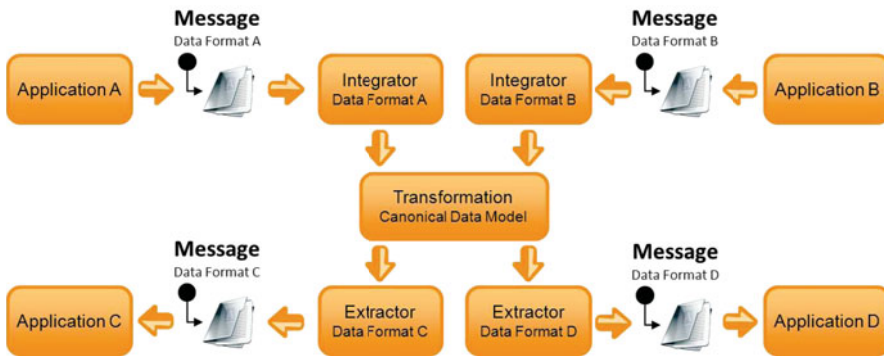 Message
Data Format A
Message
Data Format B
Application A
Integrator
Data Format A
Integrator
Data Format B
Application B
Transformation
Canonical Data Model
Message
Data Format C
Message
Data Format D
Application C
Extractor
Data Format C
Extractor
Data Format D
Application D